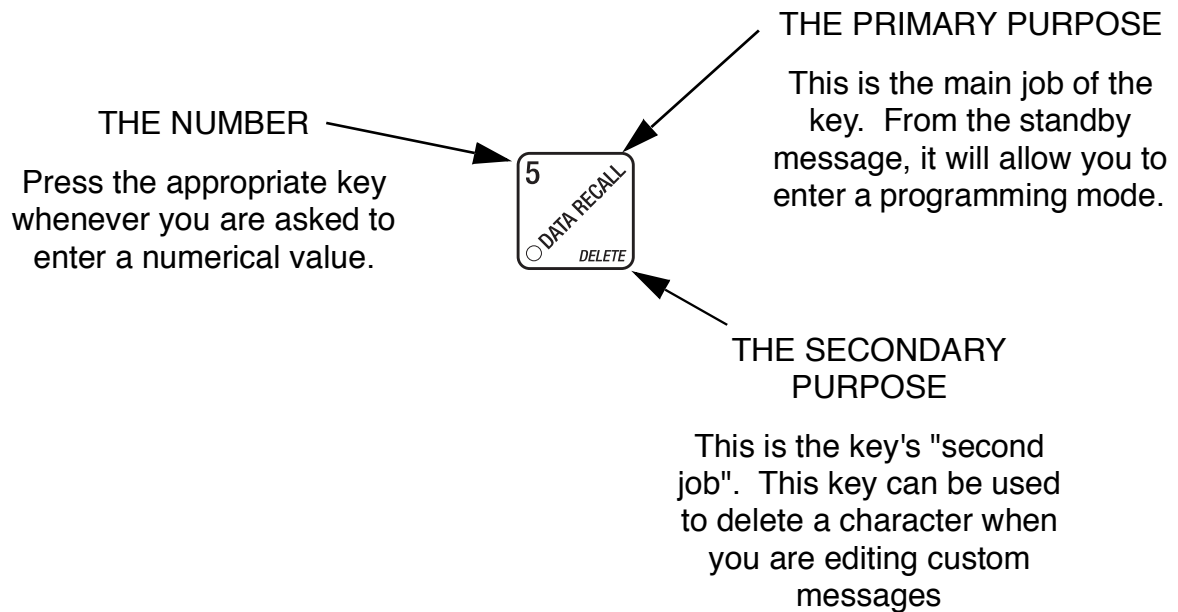 THE PRIMARY PURPOSE
This is the main job of the
key. From the standby
message, it will allow you to
enter a programming mode.
THE NUMBER
Press the appropriate key
whenever you are asked to
enter a numerical value.
5
DATA RECALL
DELETE
THE SECONDARY
PURPOSE
This is the key's "second
job". This key can be used
to delete a character when
you are editing custom
messages